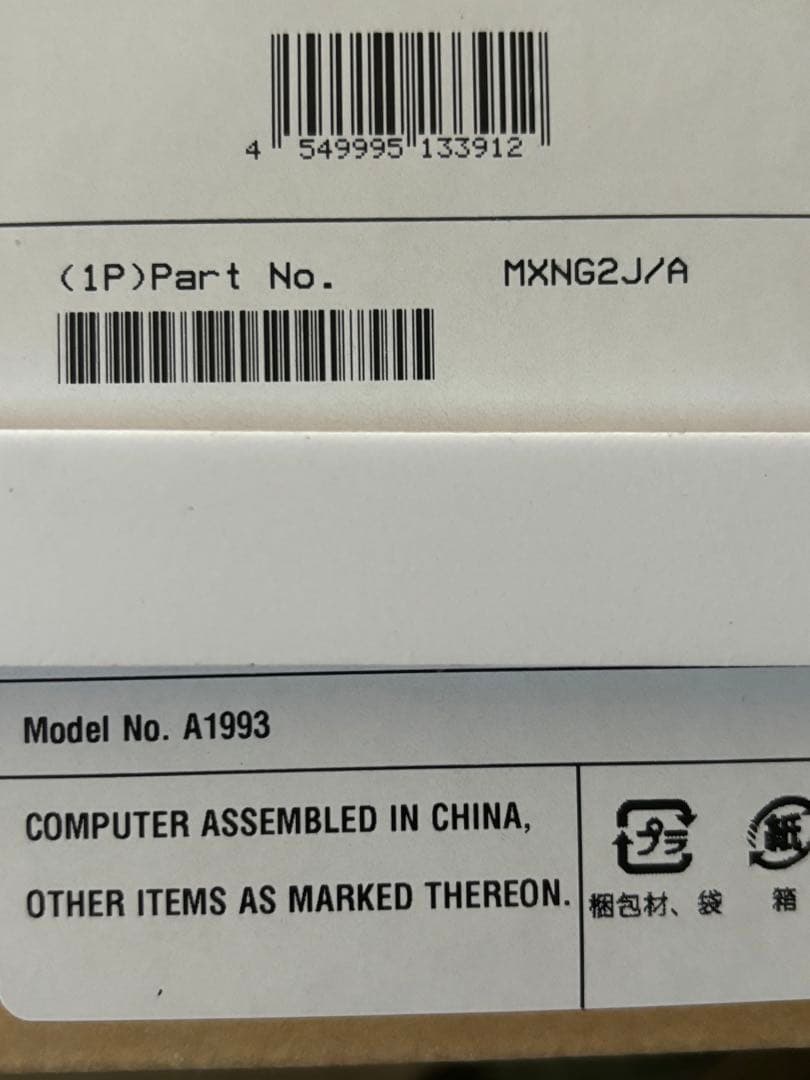 4 549995 133912
(1P)Part No. MXNG2J/A
Model No. A1993
COMPUTER ASSEMBLED IN CHINA,
OTHER ITEMS AS MARKED THEREON.
プラ
紙
梱包材、袋
箱